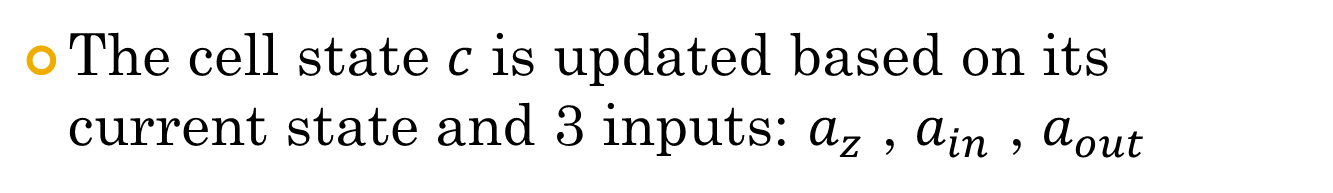 The cell state c is updated based on its
current state and 3 inputs: a_z , a_in , a_out